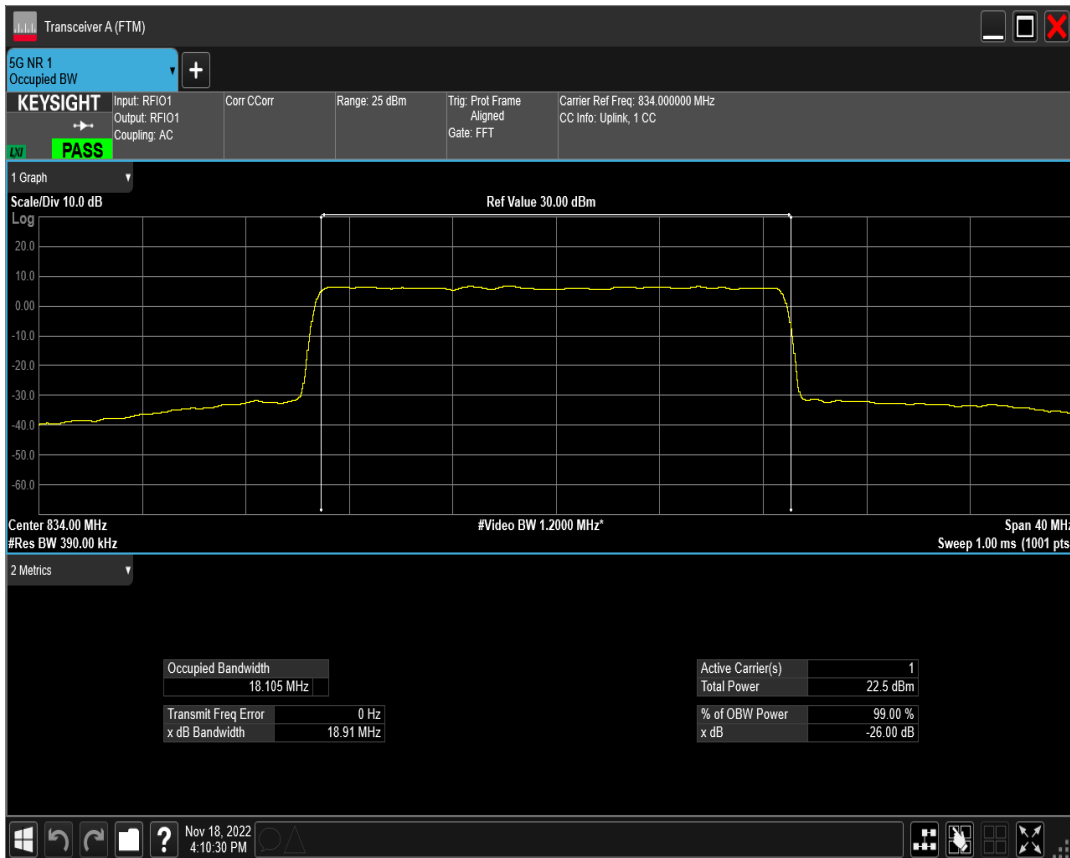 Transceiver A (FTM)
5G NR 1
Occupied BW
+
KEYSIGHT
LXI
PASS
Input: RFIO1
Output: RFIO1
Coupling: AC
Corr CCorr
Range: 25 dBm
Trig: Prot Frame
Aligned
Gate: FFT
Carrier Ref Freq: 834.000000 MHz
CC Info: Uplink, 1 CC
1 Graph
Scale/Div 10.0 dB
Ref Value 30.00 dBm
Log
20.0
10.0
0.00
-10.0
-20.0
-30.0
-40.0
-50.0
-60.0
Center 834.00 MHz
#Video BW 1.2000 MHz*
Span 40 MHz
#Res BW 390.00 kHz
Sweep 1.00 ms (1001 pts
2 Metrics
Occupied Bandwidth
18.105 MHz
Transmit Freq Error 0 Hz
x dB Bandwidth 18.91 MHz
Active Carrier(s) 1
Total Power 22.5 dBm
% of OBW Power 99.00 %
x dB -26.00 dB
?
Nov 18, 2022
4:10:30 PM